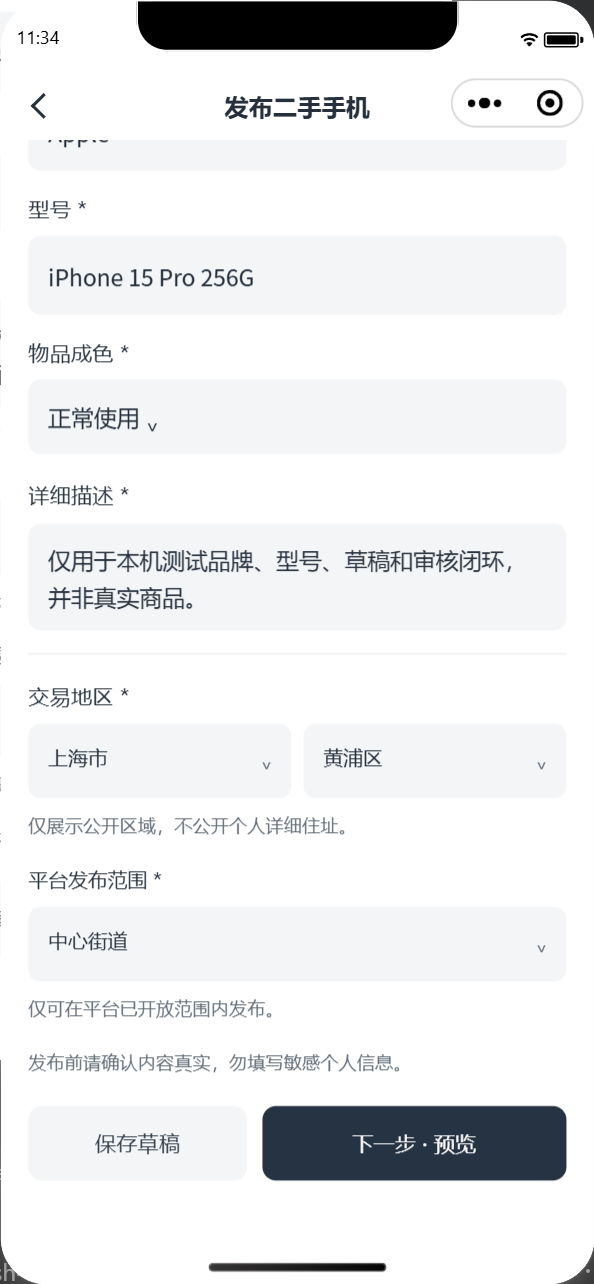 11:34
发布二手手机
Apple
型号 *
iPhone 15 Pro 256G
物品成色 *
正常使用
详细描述 *
仅用于本机测试品牌、型号、草稿和审核闭环，
并非真实商品。
交易地区 *
上海市 黄浦区
仅展示公开区域，不公开个人详细住址。
平台发布范围 *
中心街道
仅可在平台已开放范围内发布。
发布前请确认内容真实，勿填写敏感个人信息。
保存草稿 下一步 · 预览